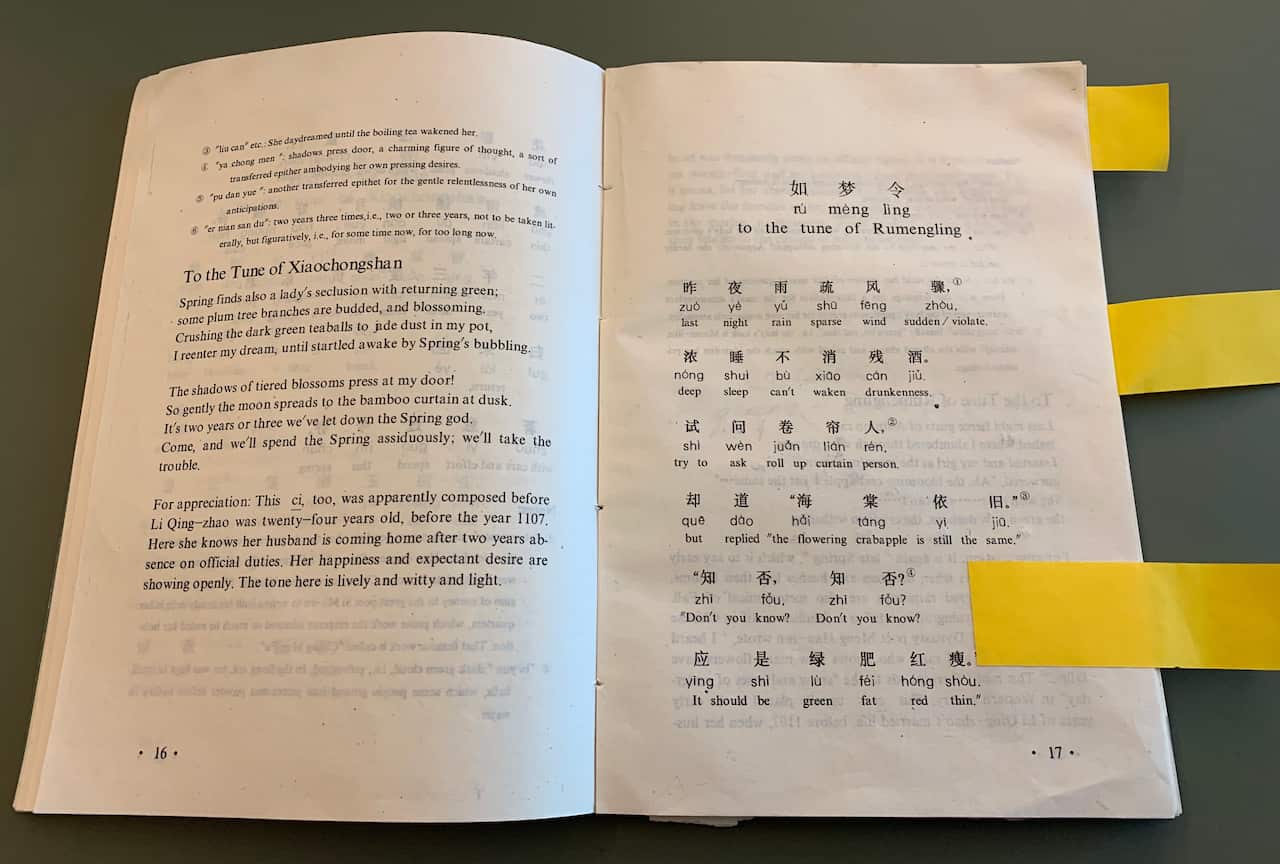 ③ "liu can" etc.: She daydreamed until the boiling tea wakened her.
④ "ya chong men ": shadows press door, a charming figure of thought, a sort of
transferred epither ambodying her own pressing desires.
⑤ "pu dan yue ": another transferred epithet for the gentle relentlessness of her own
anticipations.
⑥ "er nian san du": two years three times,i.e., two or three years, not to be taken lit-
erally, but figuratively, i.e., for some time now, for too long now.
To the Tune of Xiaochongshan
Spring finds also a lady's seclusion with returning green;
some plum tree branches are budded, and blossoming.
Crushing the dark green teaballs to jade dust in my pot,
I reenter my dream, until startled awake by Spring's bubbling.
The shadows of tiered blossoms press at my door!
So gently the moon spreads to the bamboo curtain at dusk.
It's two or three years we've let down the Spring god.
Come, and we'll spend the Spring assiduously; we'll take the
trouble.
For appreciation: This ci, too, was apparently composed before
Li Qing-zhao was twenty-four years old, before the year 1107.
Here she knows her husband is coming home after two years ab-
sence on official duties. Her happiness and expectant desire are
showing openly. The tone here is lively and witty and light.
• 16 •
如 梦 令
rú mèng lìng
to the tune of Rumengling .
昨 夜 雨 疏 风 骤,①
zuó yè yǔ shū fēng zhòu,
last night rain sparse wind sudden / violate,
浓 睡 不 消 残 酒。
nóng shuì bù xiāo cán jiǔ.
deep sleep can't waken drunkenness.
试 问 卷 帘 人,②
shì wèn juǎn lián rén,
try to ask roll up curtain person.
却 道 “海 棠 依 旧。”③
què dào hǎi táng yī jiù.
but replied "the flowering crabapple is still the same."
“知 否, 知 否?④
zhī fǒu, zhī fǒu?
"Don't you know? Don't you know?
应 是 绿 肥 红 瘦。
yìng shì lǜ féi hóng shòu.
It should be green fat red thin."
• 17 •